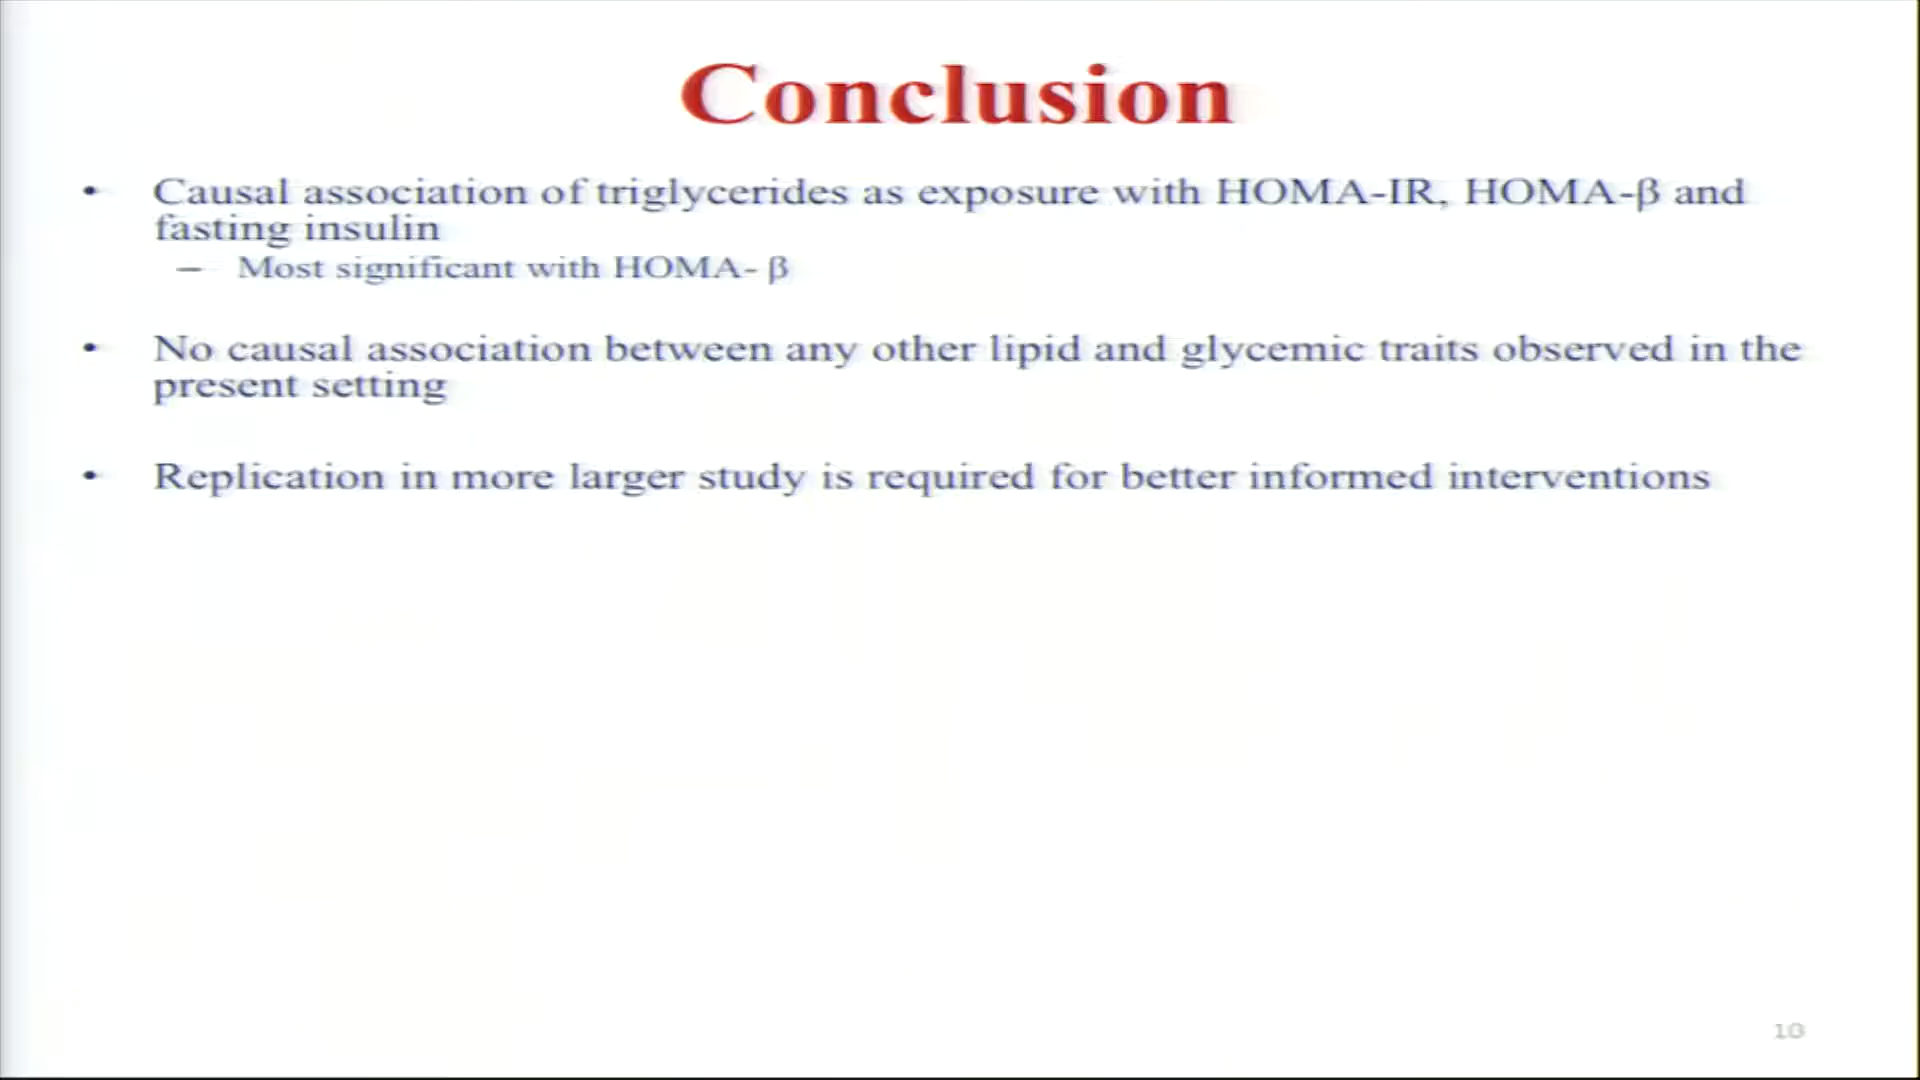 Conclusion
• Causal association of triglycerides as exposure with HOMA-IR, HOMA-β and
fasting insulin
– Most significant with HOMA- β
• No causal association between any other lipid and glycemic traits observed in the
present setting
• Replication in more larger study is required for better informed interventions
10